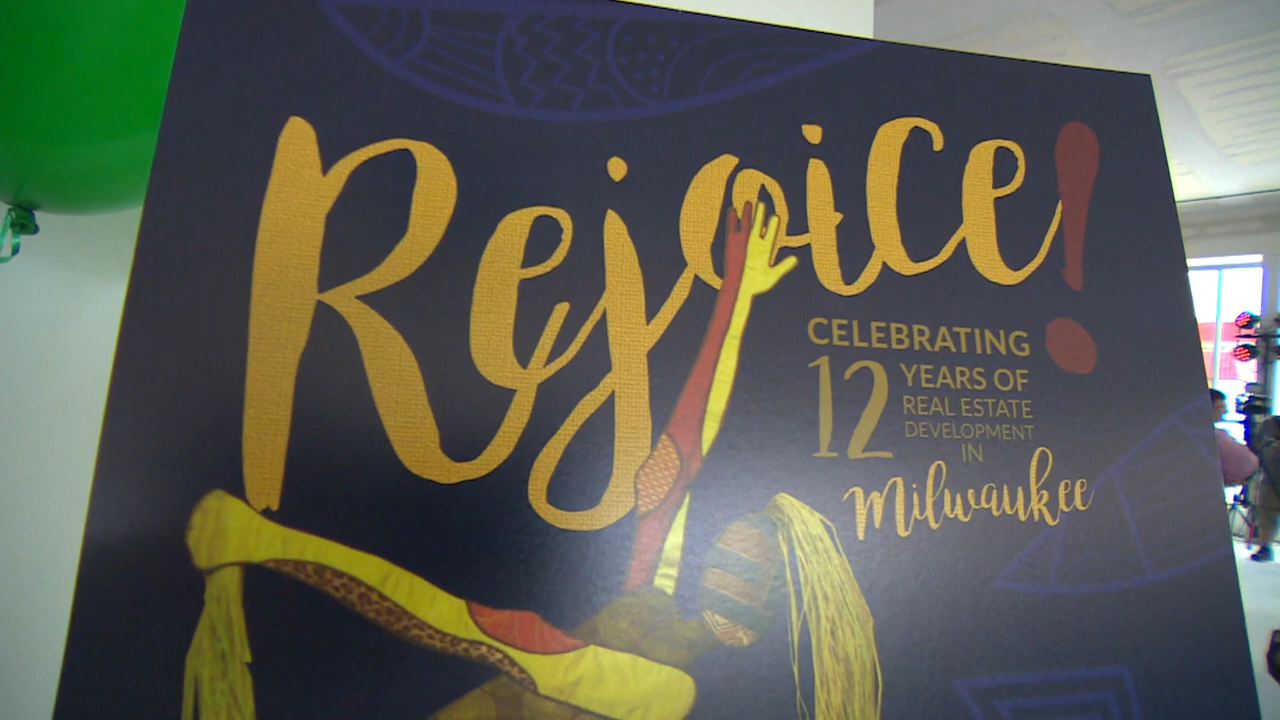 Rejoice!
CELEBRATING
12 YEARS OF
REAL ESTATE
DEVELOPMENT
IN
Milwaukee